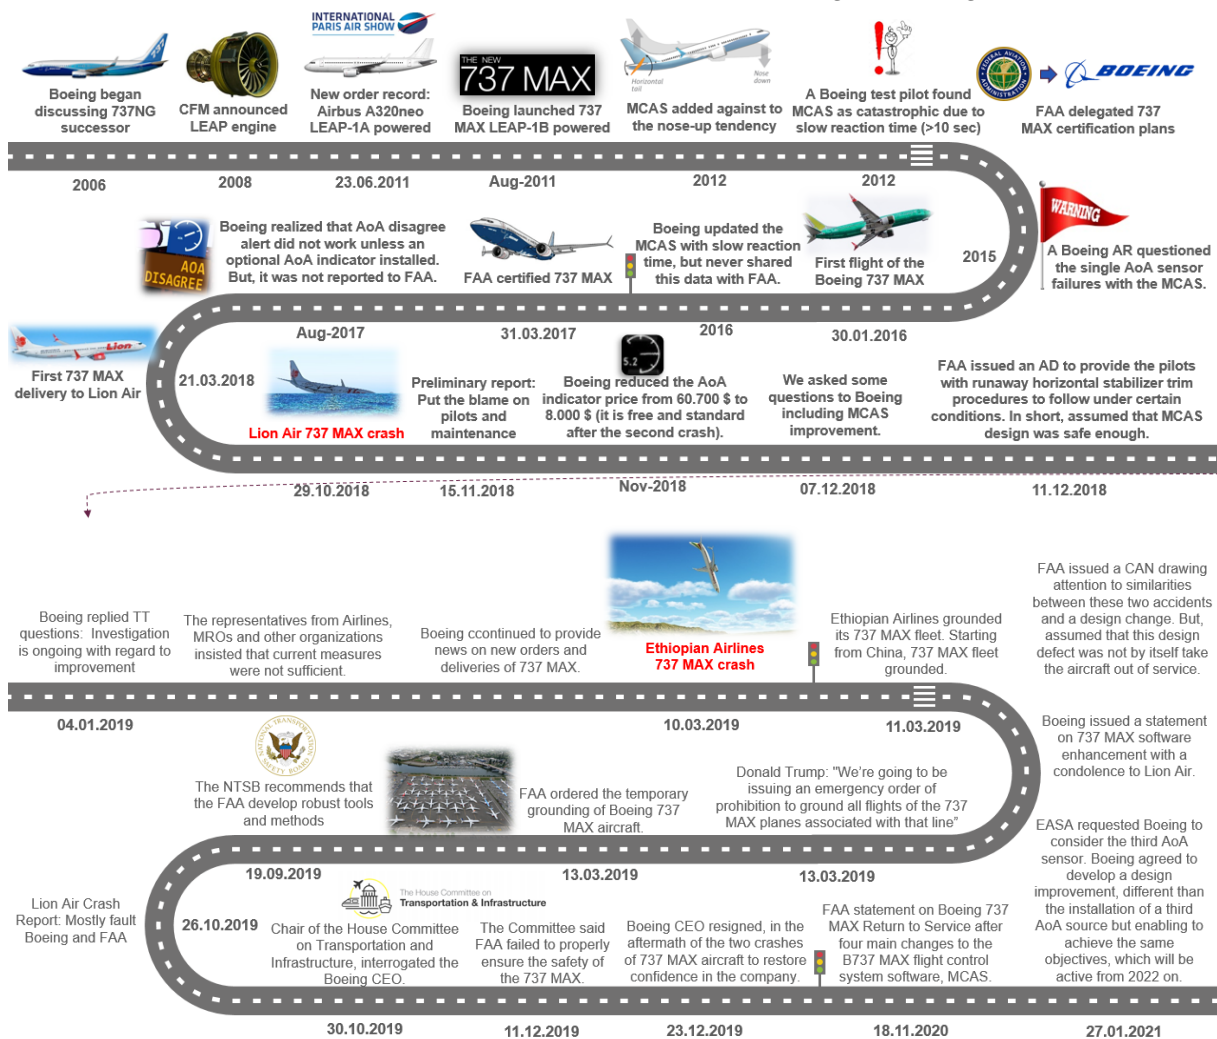 INTERNATIONAL
PARIS AIR SHOW
737
Boeing began
discussing 737NG
successor
CFM announced
LEAP engine
New order record:
Airbus A320neo
LEAP-1A powered
THE NEW
737 MAX
Boeing launched 737
MAX LEAP-1B powered
Horizontal
tail
Nose
down
MCAS added against to
the nose-up tendency
A Boeing test pilot found
MCAS as catastrophic due to
slow reaction time (>10 sec)
FEDERAL AVIATION
ADMINISTRATION
BOEING
FAA delegated 737
MAX certification plans
2006
2008
23.06.2011
Aug-2011
2012
2012
2015
WARNING
A Boeing AR questioned
the single AoA sensor
failures with the MCAS.
First flight of the
Boeing 737 MAX
Boeing updated the
MCAS with slow reaction
time, but never shared
this data with FAA.
FAA certified 737 MAX
Boeing realized that AoA disagree
alert did not work unless an
optional AoA indicator installed.
But, it was not reported to FAA.
AOA
DISAGREE
30.01.2016
2016
31.03.2017
Aug-2017
Lion
First 737 MAX
delivery to Lion Air
21.03.2018
Lion Air 737 MAX crash
Preliminary report:
Put the blame on
pilots and
maintenance
5.2
Boeing reduced the AoA
indicator price from 60.700 $ to
8.000 $ (it is free and standard
after the second crash).
We asked some
questions to Boeing
including MCAS
improvement.
FAA issued an AD to provide the pilots
with runaway horizontal stabilizer trim
procedures to follow under certain
conditions. In short, assumed that MCAS
design was safe enough.
29.10.2018
15.11.2018
Nov-2018
07.12.2018
11.12.2018
Boeing replied TT
questions: Investigation
is ongoing with regard to
improvement
The representatives from Airlines,
MROs and other organizations
insisted that current measures
were not sufficient.
Boeing ccontinued to provide
news on new orders and
deliveries of 737 MAX.
Ethiopian Airlines
737 MAX crash
Ethiopian Airlines grounded
its 737 MAX fleet. Starting
from China, 737 MAX fleet
grounded.
FAA issued a CAN drawing
attention to similarities
between these two accidents
and a design change. But,
assumed that this design
defect was not by itself take
the aircraft out of service.
04.01.2019
10.03.2019
11.03.2019
Boeing issued a statement
on 737 MAX software
enhancement with a
condolence to Lion Air.
EASA requested Boeing to
consider the third AoA
sensor. Boeing agreed to
develop a design
improvement, different than
the installation of a third
AoA source but enabling to
achieve the same
objectives, which will be
active from 2022 on.
Donald Trump: "We’re going to be
issuing an emergency order of
prohibition to ground all flights of the 737
MAX planes associated with that line”
FAA ordered the temporary
grounding of Boeing 737
MAX aircraft.
NATIONAL TRANSPORTATION
SAFETY BOARD
The NTSB recommends that
the FAA develop robust tools
and methods
13.03.2019
13.03.2019
19.09.2019
Lion Air Crash
Report: Mostly fault
Boeing and FAA
26.10.2019
The House Committee on
Transportation & Infrastructure
Chair of the House Committee
on Transportation and
Infrastructure, interrogated the
Boeing CEO.
The Committee said
FAA failed to properly
ensure the safety of
the 737 MAX.
Boeing CEO resigned, in the
aftermath of the two crashes
of 737 MAX aircraft to restore
confidence in the company.
FAA statement on Boeing 737
MAX Return to Service after
four main changes to the
B737 MAX flight control
system software, MCAS.
30.10.2019
11.12.2019
23.12.2019
18.11.2020
27.01.2021